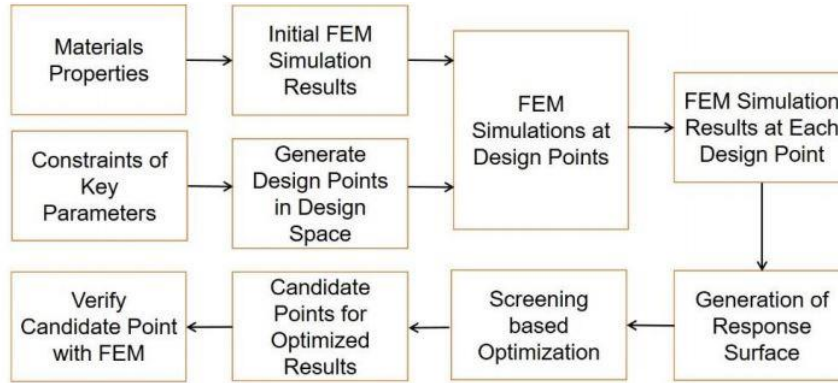 Materials
Properties
Initial FEM
Simulation
Results
FEM
Simulations at
Design Points
FEM Simulation
Results at Each
Design Point
Constraints of
Key
Parameters
Generate
Design Points
in Design
Space
Verify
Candidate Point
with FEM
Candidate
Points for
Optimized
Results
Screening
based
Optimization
Generation of
Response
Surface